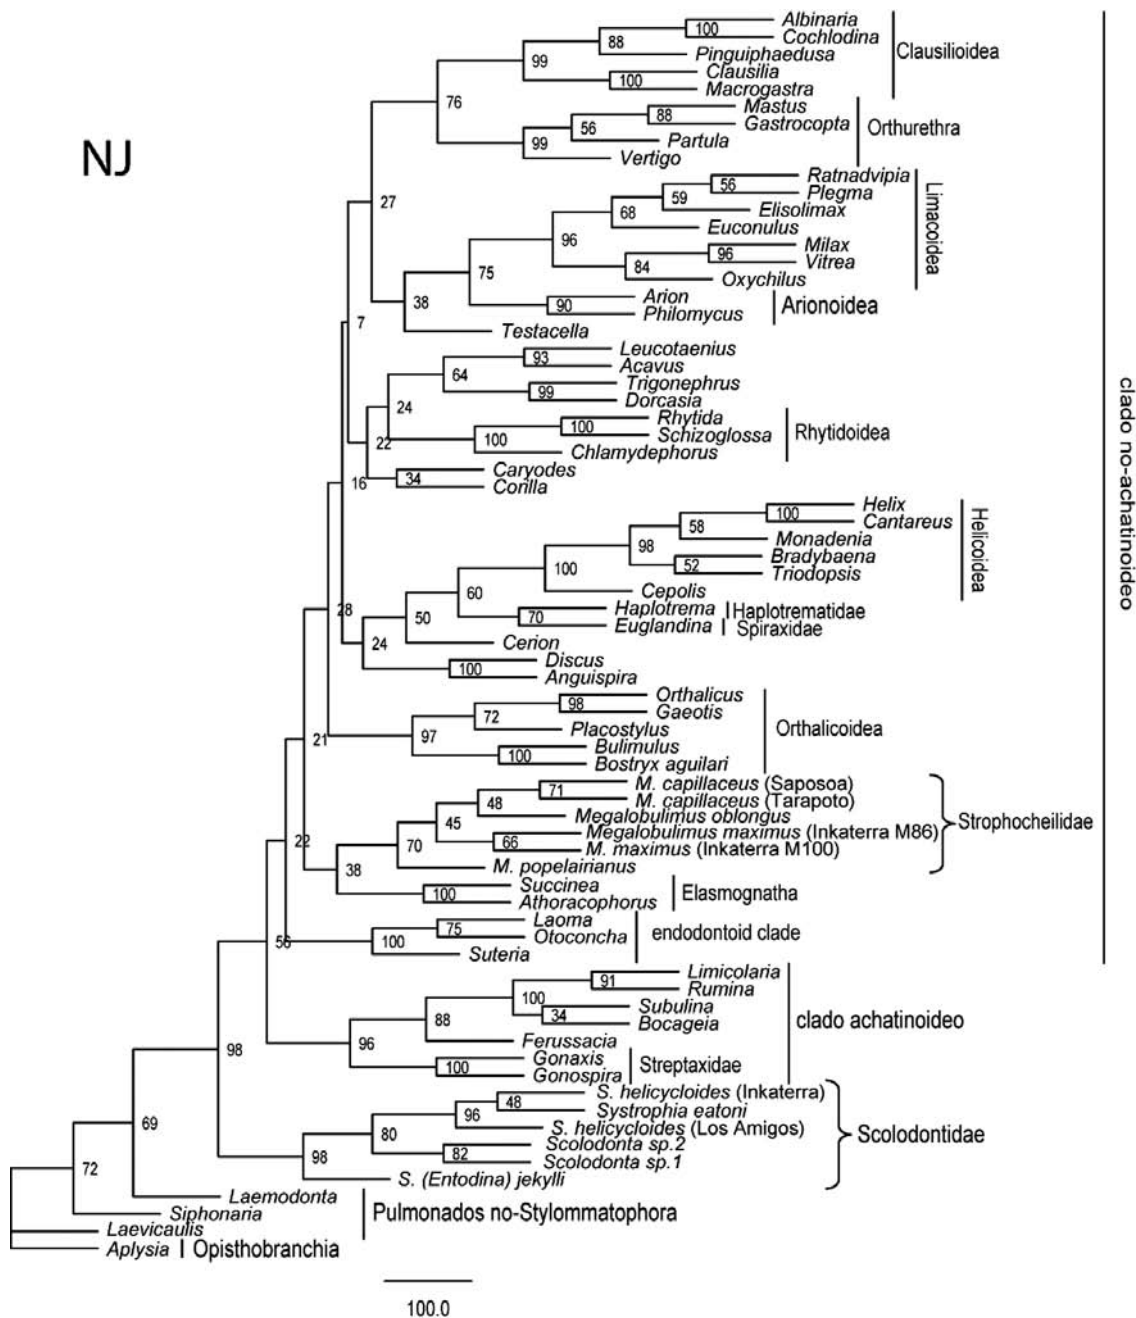 NJ
Albinaria
100
Cochlodina
88
Pinguiphaedusa
99
Clausilia
100
Macrogastra
Clausilioidea
76
Mastus
88
Gastrocopta
56
Partula
99
Vertigo
Orthurethra
27
Ratnadvipia
56
Plegma
59
Elisolimax
68
Euconulus
96
Milax
96
Vitrea
84
Oxychilus
Limacoidea
75
Arion
90
Philomycus
Arionoidea
38
Testacella
7
Leucotaenius
93
Acavus
64
Trigonephrus
99
Dorcasia
24
Rhytida
100
Schizoglossa
100
Chlamydephorus
Rhytidoidea
22
Caryodes
34
Corilla
16
Helix
100
Cantareus
58
Monadenia
98
Bradybaena
52
Triodopsis
100
Cepolis
Helicoidea
60
Haplotrema
Haplotrematidae
70
Euglandina
Spiraxidae
50
Cerion
28
24
Discus
100
Anguispira
Orthalicus
98
Gaeotis
72
Placostylus
97
Bulimulus
100
Bostryx aguilari
Orthalicoidea
21
M. capillaceus (Saposoa)
71
M. capillaceus (Tarapoto)
48
Megalobulimus oblongus
45
Megalobulimus maximus (Inkaterra M86)
66
M. maximus (Inkaterra M100)
70
M. popelairianus
Strophocheilidae
22
38
Succinea
100
Athoracophorus
Elasmognatha
Laoma
75
Otoconcha
100
Suteria
endodontoid clade
56
clado no-achatinoideo
Limicolaria
91
Rumina
100
Subulina
34
Bocageia
88
Ferussacia
96
Gonaxis
100
Gonospira
Streptaxidae
clado achatinoideo
98
S. helicycloides (Inkaterra)
48
Systrophia eatoni
96
S. helicycloides (Los Amigos)
80
Scolodonta sp.2
82
Scolodonta sp.1
98
S. (Entodina) jekylli
Scolodontidae
69
72
Laemodonta
Siphonaria
Laevicaulis
Pulmonados no-Stylommatophora
Aplysia
Opisthobranchia
100.0